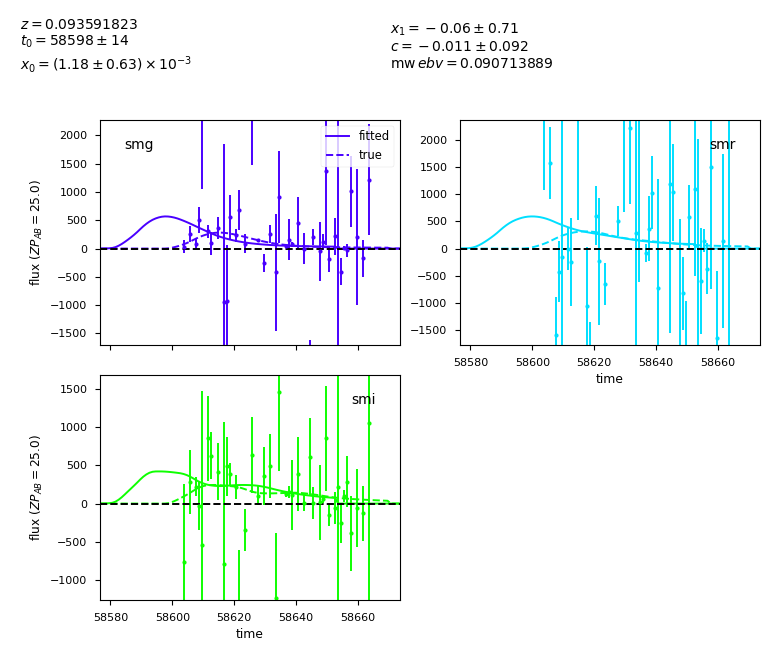 z = 0.093591823
t₀ = 58598 ± 14
x₀ = (1.18 ± 0.63) × 10⁻³
x₁ = −0.06 ± 0.71
c = −0.011 ± 0.092
mw ebv = 0.090713889
smg
fitted
true
2000
1500
1000
500
0
−500
−1000
−1500
flux (ZP_AB = 25.0)
smr
2000
1500
1000
500
0
−500
−1000
−1500
58580 58600 58620 58640 58660
time
smi
1500
1000
500
0
−500
−1000
flux (ZP_AB = 25.0)
58580 58600 58620 58640 58660
time